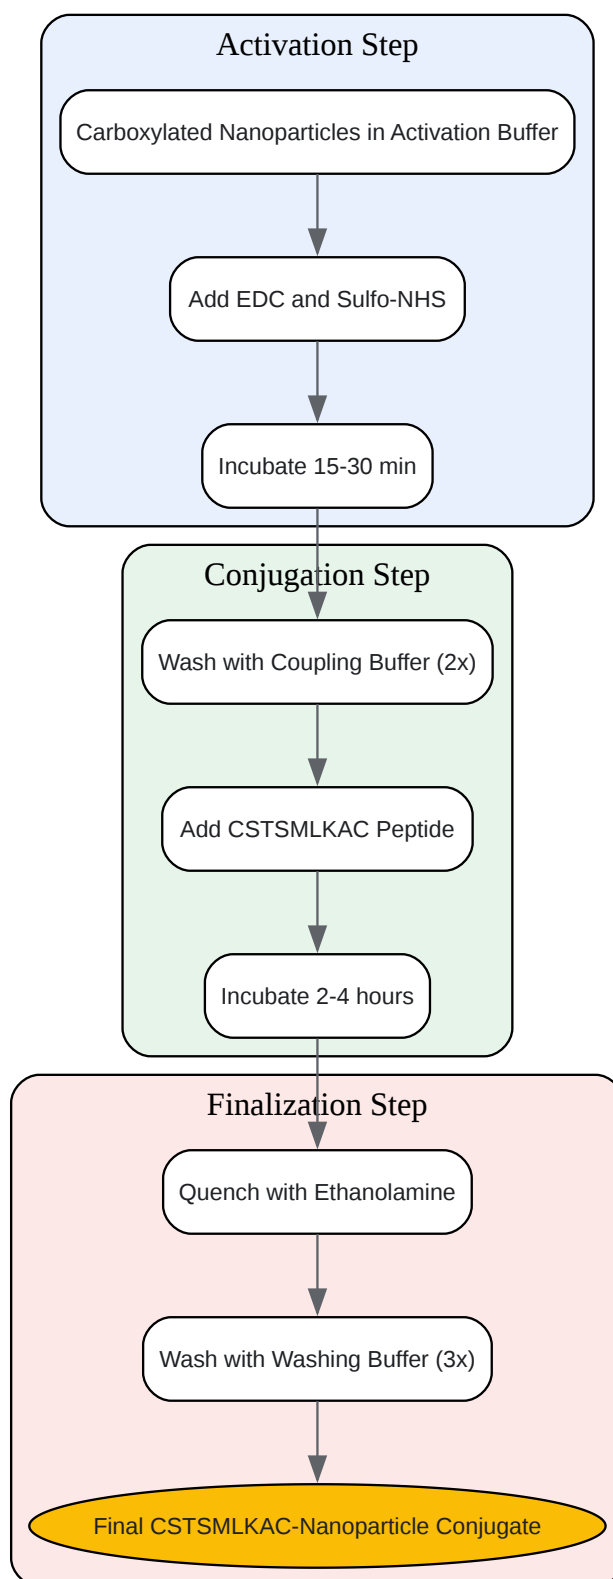 Activation Step
Carboxylated Nanoparticles in Activation Buffer
Add EDC and Sulfo-NHS
Incubate 15-30 min
Conjugation Step
Wash with Coupling Buffer (2x)
Add CSTSMLKAC Peptide
Incubate 2-4 hours
Finalization Step
Quench with Ethanolamine
Wash with Washing Buffer (3x)
Final CSTSMLKAC-Nanoparticle Conjugate